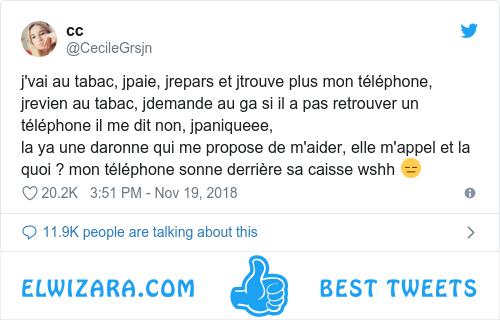 cc
@CecileGrsjn
j'vai au tabac, jpaie, jrepars et jtrouve plus mon téléphone,
jrevien au tabac, jdemande au ga si il a pas retrouver un
téléphone il me dit non, jpaniqueee,
la ya une daronne qui me propose de m'aider, elle m'appel et la
quoi ? mon téléphone sonne derrière sa caisse wshh 😑
20.2K 3:51 PM - Nov 19, 2018
11.9K people are talking about this
ELWIZARA.COM BEST TWEETS